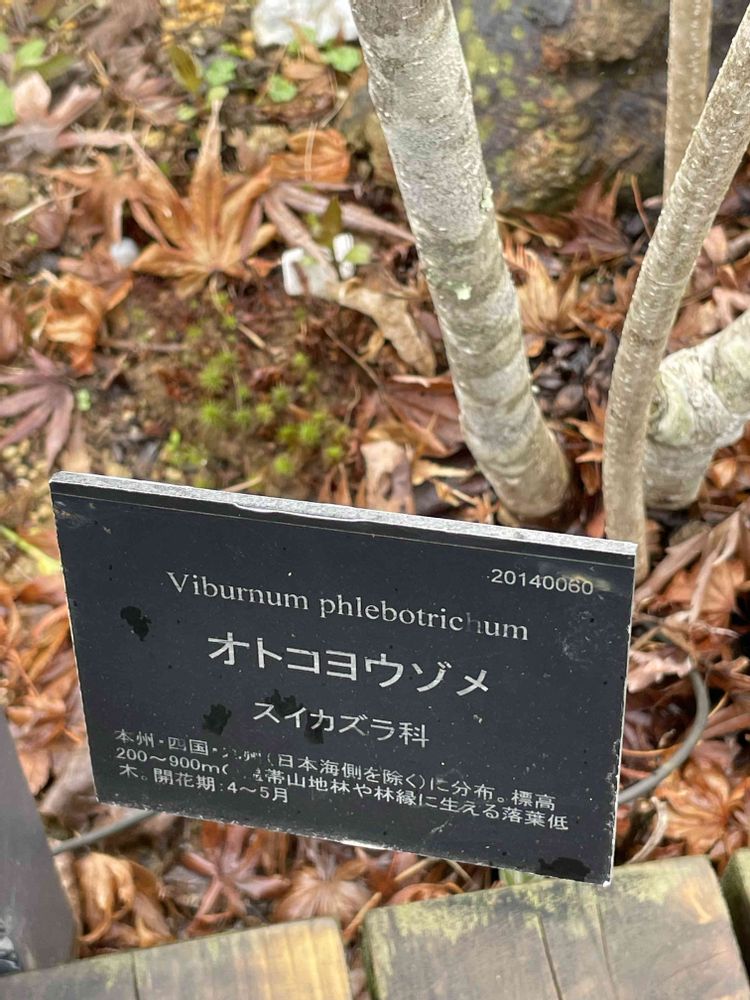 20140060
Viburnum phlebotrichum
オトコヨウゾメ
スイカズラ科
本州・四国・ 州(日本海側を除く)に分布。標高
200〜900m( 帯山地林や林縁に生える落葉低
木。開花期:4〜5月